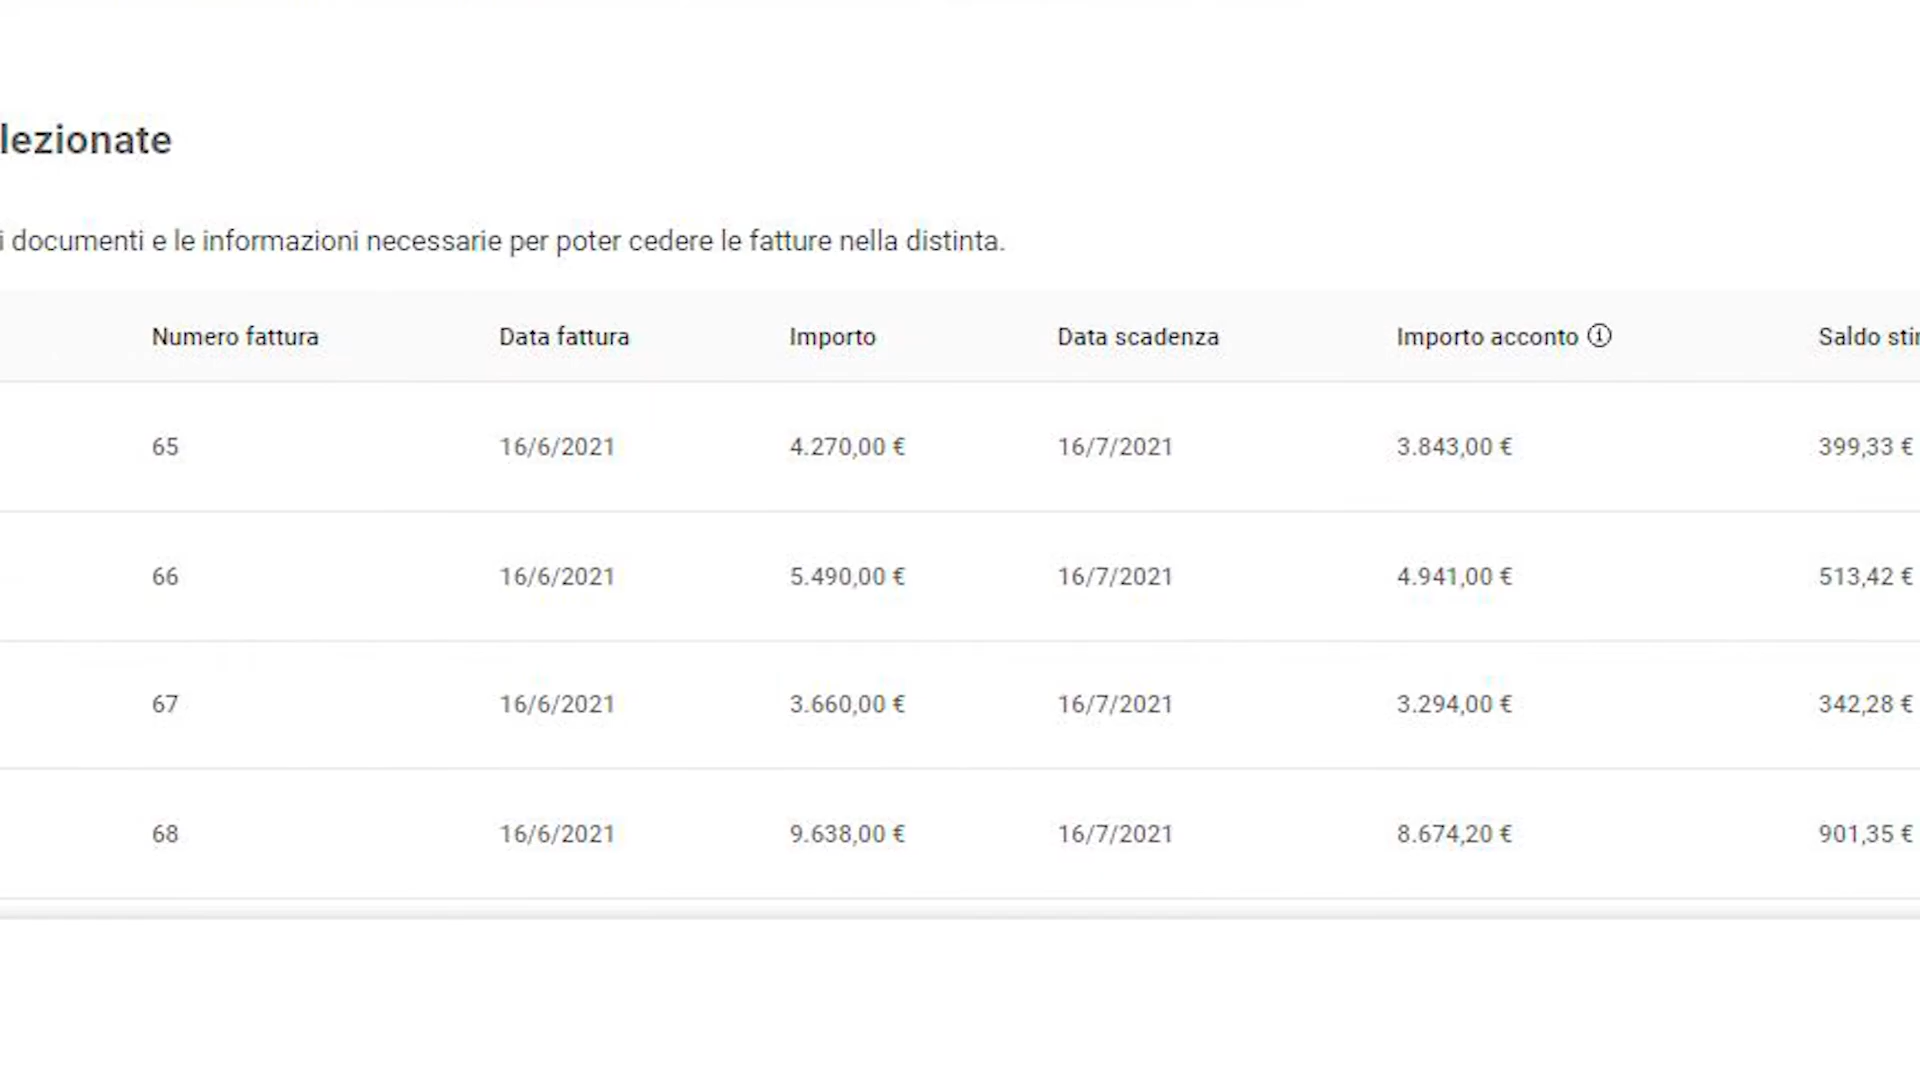 lezionate
i documenti e le informazioni necessarie per poter cedere le fatture nella distinta.
Numero fattura Data fattura Importo Data scadenza Importo acconto Saldo
65 16/6/2021 4.270,00 € 16/7/2021 3.843,00 € 399,33 €
66 16/6/2021 5.490,00 € 16/7/2021 4.941,00 € 513,42 €
67 16/6/2021 3.660,00 € 16/7/2021 3.294,00 € 342,28 €
68 16/6/2021 9.638,00 € 16/7/2021 8.674,20 € 901,35 €